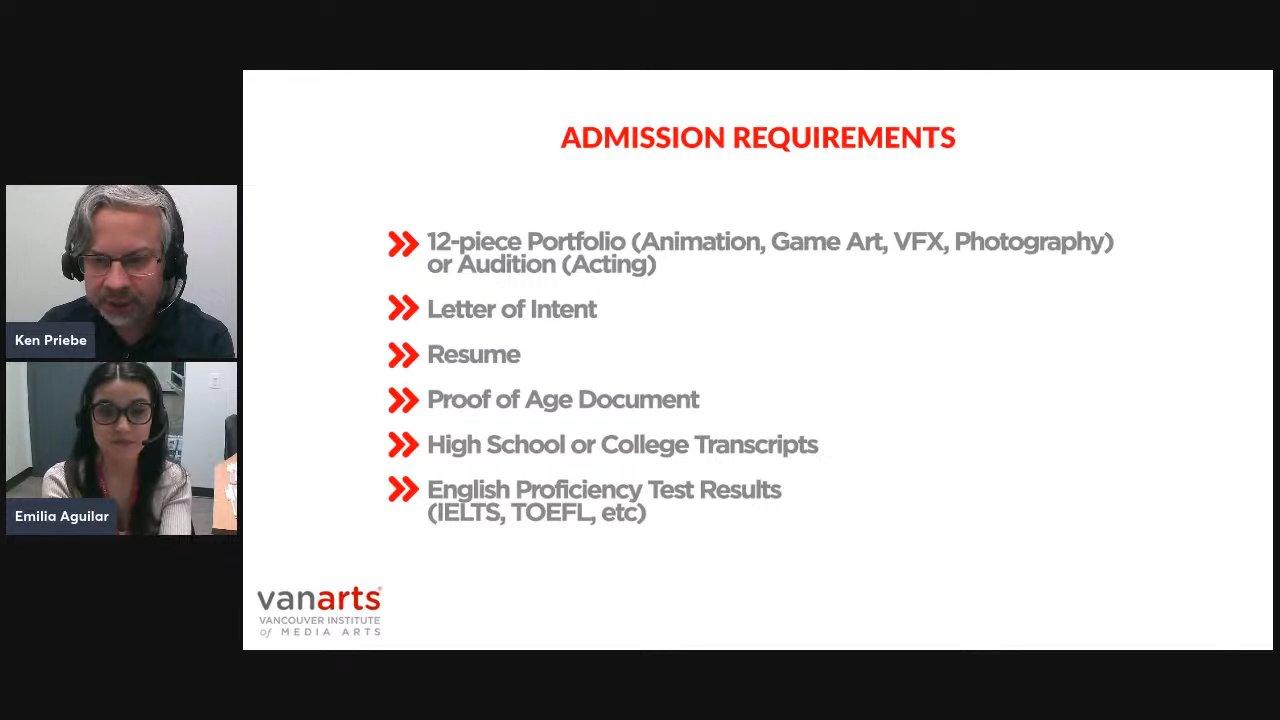 ADMISSION REQUIREMENTS
12-piece Portfolio (Animation, Game Art, VFX, Photography)
or Audition (Acting)
Letter of Intent
Resume
Proof of Age Document
High School or College Transcripts
English Proficiency Test Results
(IELTS, TOEFL, etc)
Ken Priebe
Emilia Aguilar
vanarts
VANCOUVER INSTITUTE
of MEDIA ARTS